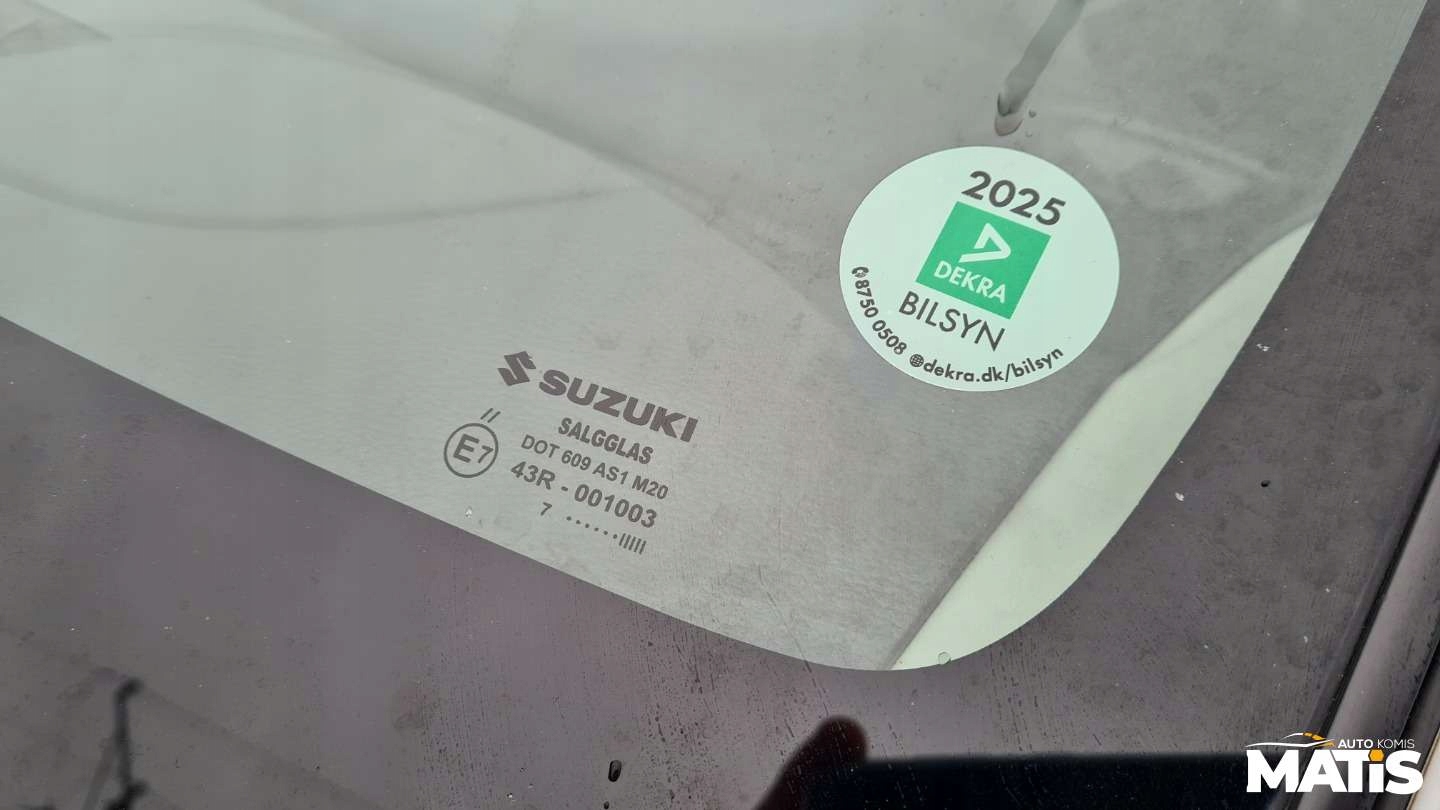 2025
DEKRA
BILSYN
8750 0508 dekra.dk/bilsyn
SUZUKI
SALGGLAS
E7
DOT 609 AS1 M20
43R - 001003
7 ......IIIII
AUTO KOMIS
MATiS